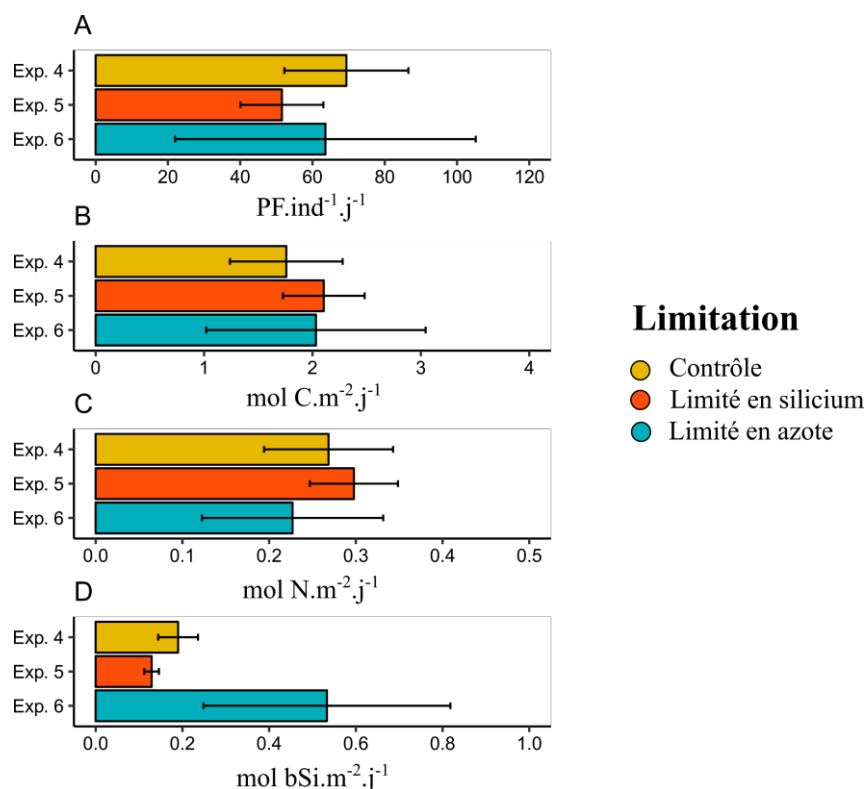 A
Exp. 4
Exp. 5
Exp. 6
0 20 40 60 80 100 120
PF.ind⁻¹.j⁻¹
B
Exp. 4
Exp. 5
Exp. 6
0 1 2 3 4
mol C.m⁻².j⁻¹
C
Exp. 4
Exp. 5
Exp. 6
0.0 0.1 0.2 0.3 0.4 0.5
mol N.m⁻².j⁻¹
D
Exp. 4
Exp. 5
Exp. 6
0.0 0.2 0.4 0.6 0.8 1.0
mol bSi.m⁻².j⁻¹
Limitation
Contrôle
Limité en silicium
Limité en azote